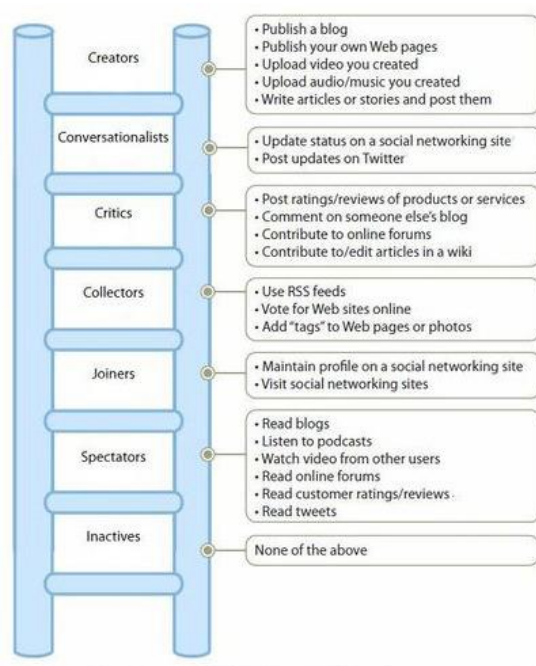 Creators
• Publish a blog
• Publish your own Web pages
• Upload video you created
• Upload audio/music you created
• Write articles or stories and post them
Conversationalists
• Update status on a social networking site
• Post updates on Twitter
Critics
• Post ratings/reviews of products or services
• Comment on someone else's blog
• Contribute to online forums
• Contribute to/edit articles in a wiki
Collectors
• Use RSS feeds
• Vote for Web sites online
• Add "tags" to Web pages or photos
Joiners
• Maintain profile on a social networking site
• Visit social networking sites
Spectators
• Read blogs
• Listen to podcasts
• Watch video from other users
• Read online forums
• Read customer ratings/reviews
• Read tweets
Inactives
None of the above